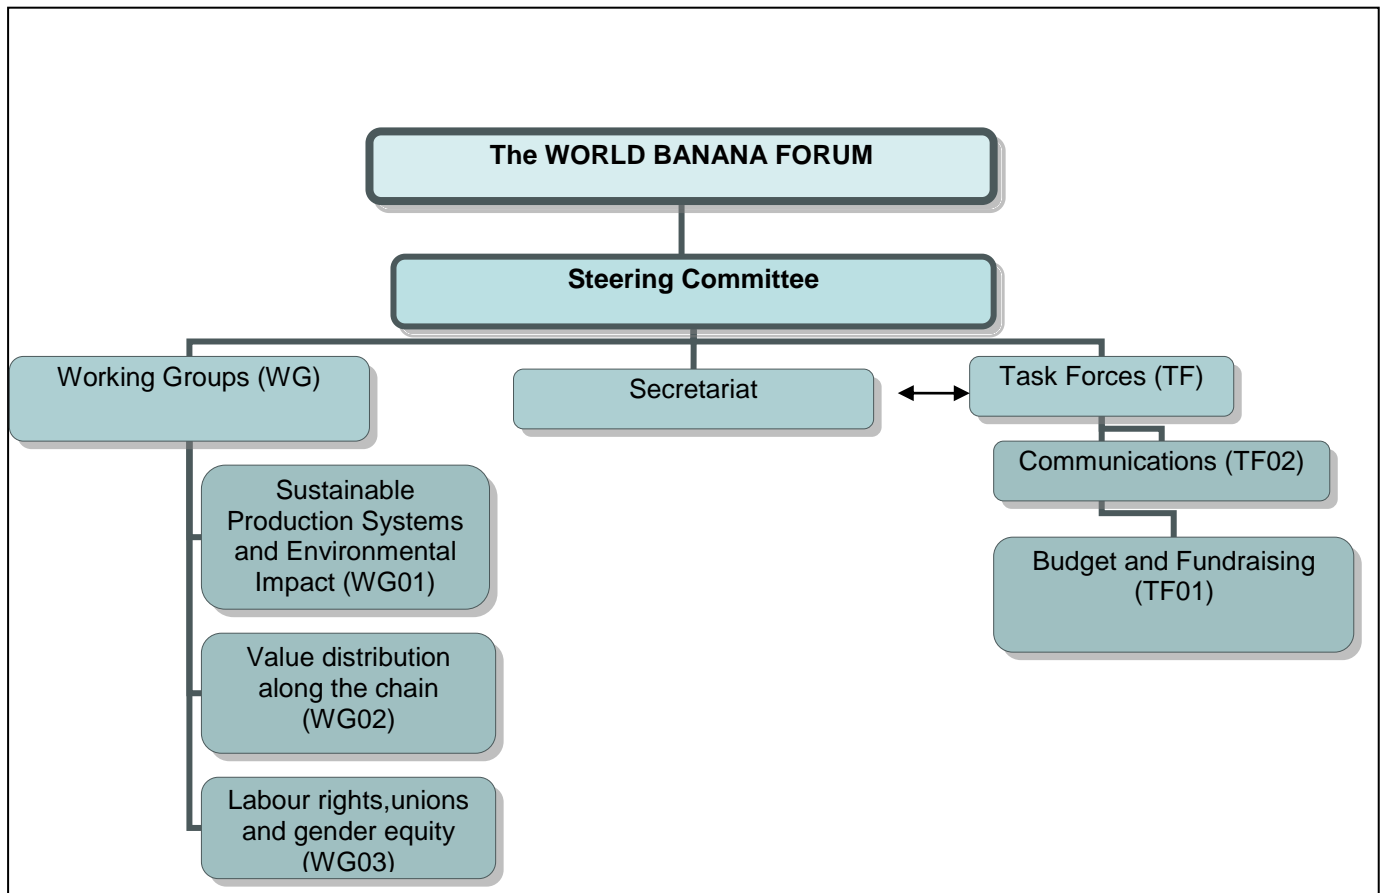 The WORLD BANANA FORUM
Steering Committee
Working Groups (WG)
Secretariat
Task Forces (TF)
Communications (TF02)
Budget and Fundraising
(TF01)
Sustainable
Production Systems
and Environmental
Impact (WG01)
Value distribution
along the chain
(WG02)
Labour rights,unions
and gender equity
(WG03)